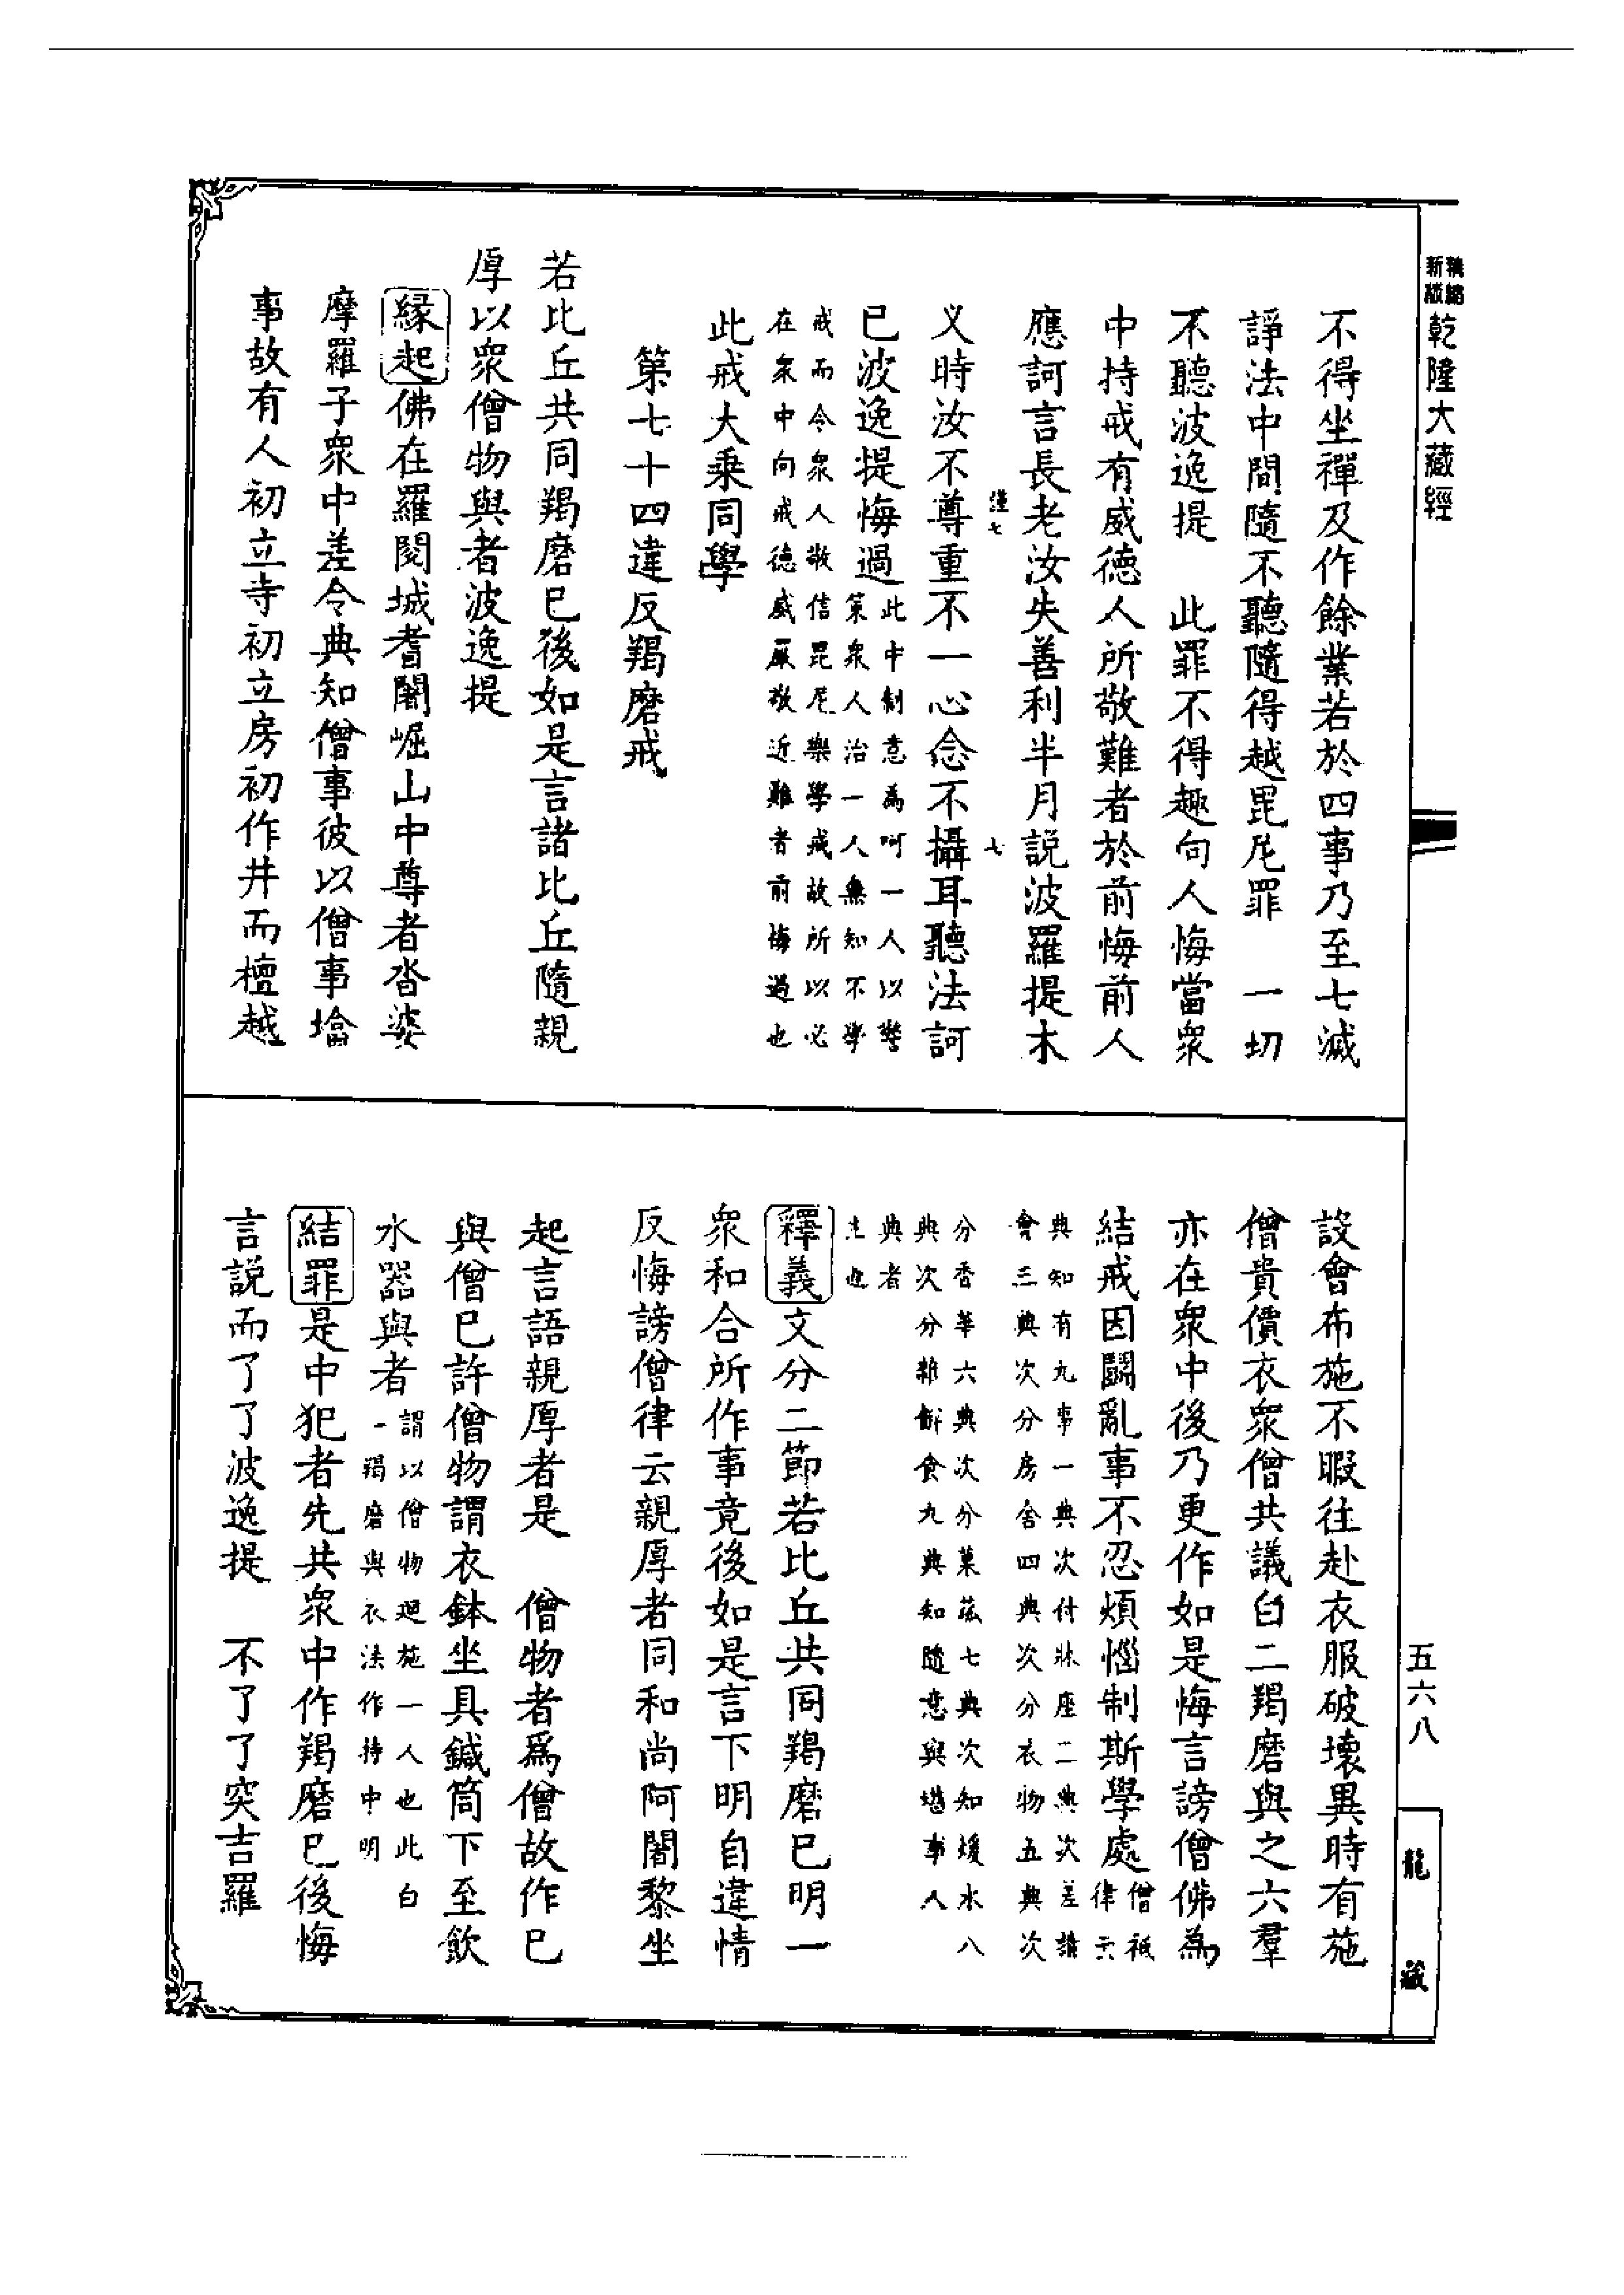 精縮
新版
乾隆大藏經
不得坐禪及作餘業若於四事乃至七滅
諍法中間隨不聽隨得越毘尼罪　一切
不聽波逸提　此罪不得趣向人悔當眾
中持戒有威德人所敬難者於前悔前人
應訶言長老汝失善利半月說波羅提木
叉時汝不尊重不一心念不攝耳聽法訶
已波逸提悔過
此中制意為呵一人以警
策眾人治一人無知不學
戒而令眾人敬信毘尼樂學戒故所以必
在眾中向戒德威嚴敬近難者前悔過也
此戒大乘同學
第七十四違反羯磨戒
若比丘共同羯磨已後如是言諸比丘隨親
厚以眾僧物與者波逸提
緣起佛在羅閱城耆闍崛山中尊者沓婆
摩羅子眾中差令典知僧事彼以僧事塔
事故有人初立寺初立房初作井而檀越
七
五六八
龍藏
設會布施不暇往赴衣服破壞異時有施
僧貴價衣眾僧共議白二羯磨與之六羣
亦在眾中後乃更作如是悔言謗僧佛為
結戒因鬪亂事不忍煩惱制斯學處
僧祇
律云
典知有九事一典次付牀座二典次差請
會三典次分房舍四典次分衣物五典次
分香華六典次分菓蓏七典次知煖水八
典次分雜餅食九典知隨意與堪事人
典者
主也
釋義文分二節若比丘共同羯磨已明一
眾和合所作事竟後如是言下明自違情
反悔謗僧律云親厚者同和尚阿闍黎坐
起言語親厚者是　僧物者為僧故作已
與僧已許僧物謂衣鉢坐具鍼筒下至飲
水器與者
謂以僧物迴施一人也此白
一羯磨與衣法作持中明
結罪是中犯者先共眾中作羯磨已後悔
言說而了了波逸提　不了了突吉羅